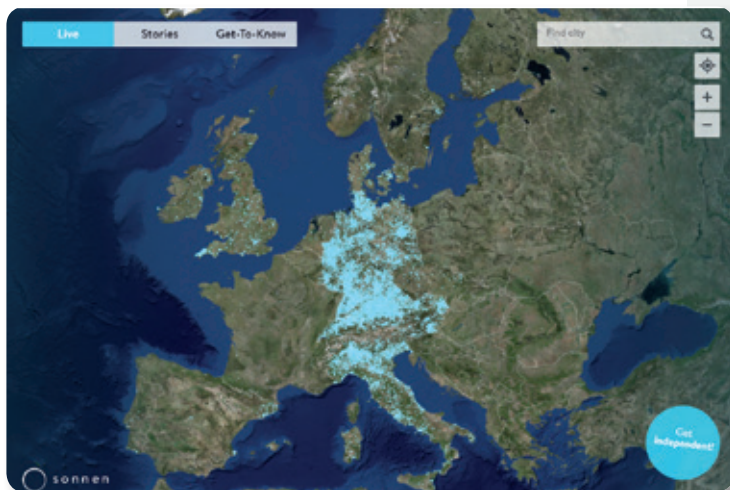 Live Stories Get-To-Know Find city
+
−
Get
independent!
sonnen